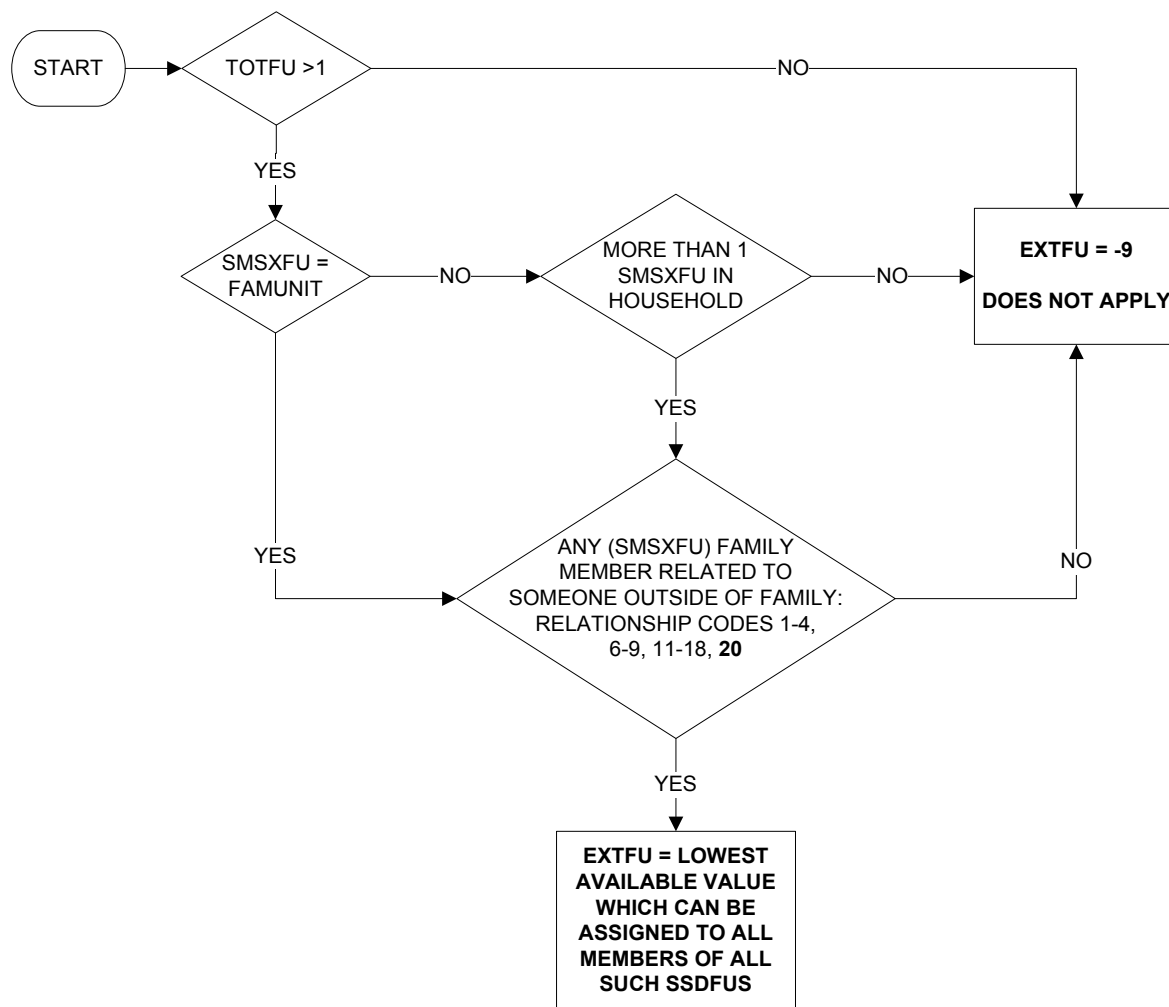 START
TOTFU >1
NO
YES
SMSXFU =
FAMUNIT
NO
MORE THAN 1
SMSXFU IN
HOUSEHOLD
NO
EXTFU = -9
DOES NOT APPLY
YES
YES
ANY (SMSXFU) FAMILY
MEMBER RELATED TO
SOMEONE OUTSIDE OF FAMILY:
RELATIONSHIP CODES 1-4,
6-9, 11-18, 20
NO
YES
EXTFU = LOWEST
AVAILABLE VALUE
WHICH CAN BE
ASSIGNED TO ALL
MEMBERS OF ALL
SUCH SSDFUS